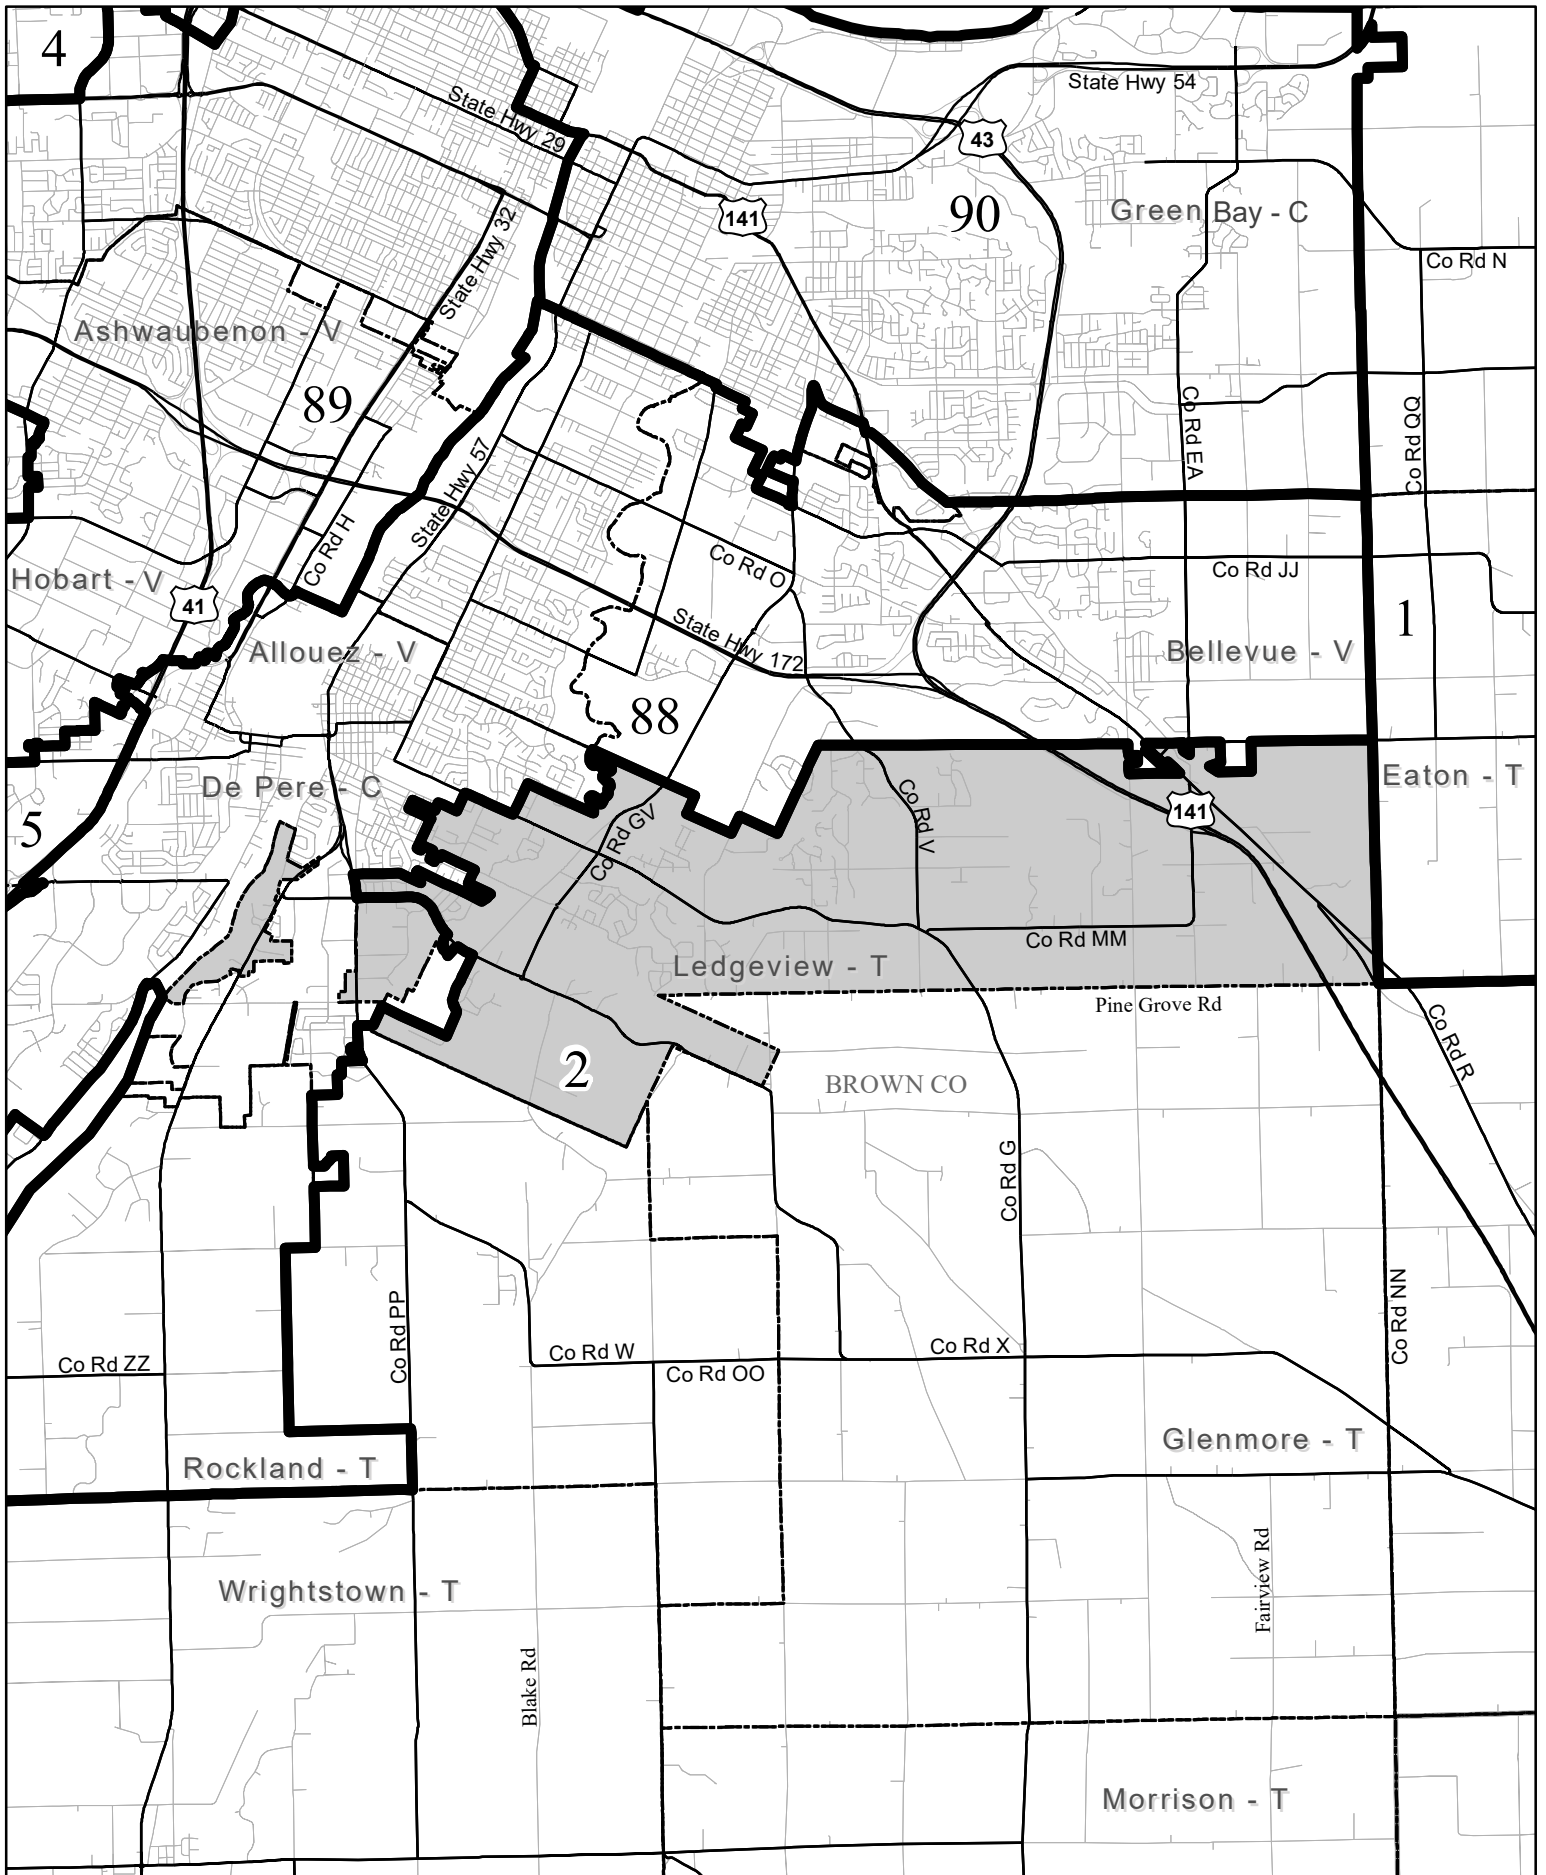 4
State Hwy 54
State Hwy 29
43
90
141
Green Bay - C
State Hwy 32
Co Rd N
Ashwaubenon - V
89
Co Rd EA
Co Rd QQ
State Hwy 57
Co Rd H
Co Rd O
Co Rd JJ
Hobart - V
41
1
State Hwy 172
Allouez - V
Bellevue - V
88
De Pere - C
Eaton - T
Co Rd V
141
Co Rd GV
5
Co Rd MM
Ledgeview - T
Pine Grove Rd
Co Rd R
2
BROWN CO
Co Rd G
Co Rd PP
Co Rd NN
Co Rd ZZ
Co Rd W
Co Rd X
Co Rd OO
Glenmore - T
Rockland - T
Fairview Rd
Wrightstown - T
Blake Rd
Morrison - T